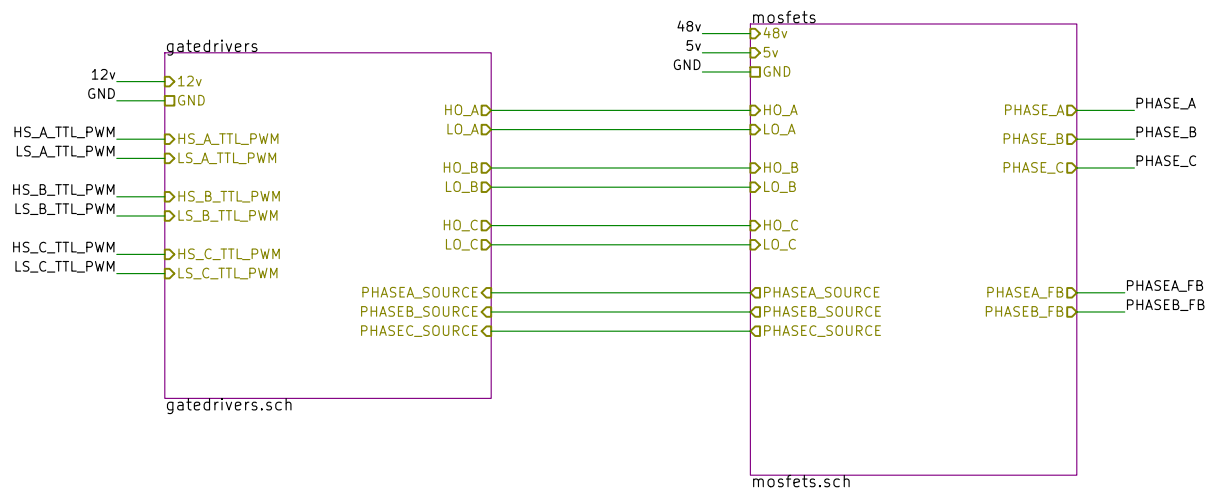 gatedrivers
12v
GND
HS_A_TTL_PWM
LS_A_TTL_PWM
HS_B_TTL_PWM
LS_B_TTL_PWM
HS_C_TTL_PWM
LS_C_TTL_PWM
12v
GND
HS_A_TTL_PWM
LS_A_TTL_PWM
HS_B_TTL_PWM
LS_B_TTL_PWM
HS_C_TTL_PWM
LS_C_TTL_PWM
HO_A
LO_A
HO_B
LO_B
HO_C
LO_C
PHASEA_SOURCE
PHASEB_SOURCE
PHASEC_SOURCE
gatedrivers.sch
mosfets
48v
5v
GND
48v
5v
GND
HO_A
LO_A
HO_B
LO_B
HO_C
LO_C
PHASEA_SOURCE
PHASEB_SOURCE
PHASEC_SOURCE
PHASE_A
PHASE_B
PHASE_C
PHASEA_FB
PHASEB_FB
PHASE_A
PHASE_B
PHASE_C
PHASEA_FB
PHASEB_FB
mosfets.sch